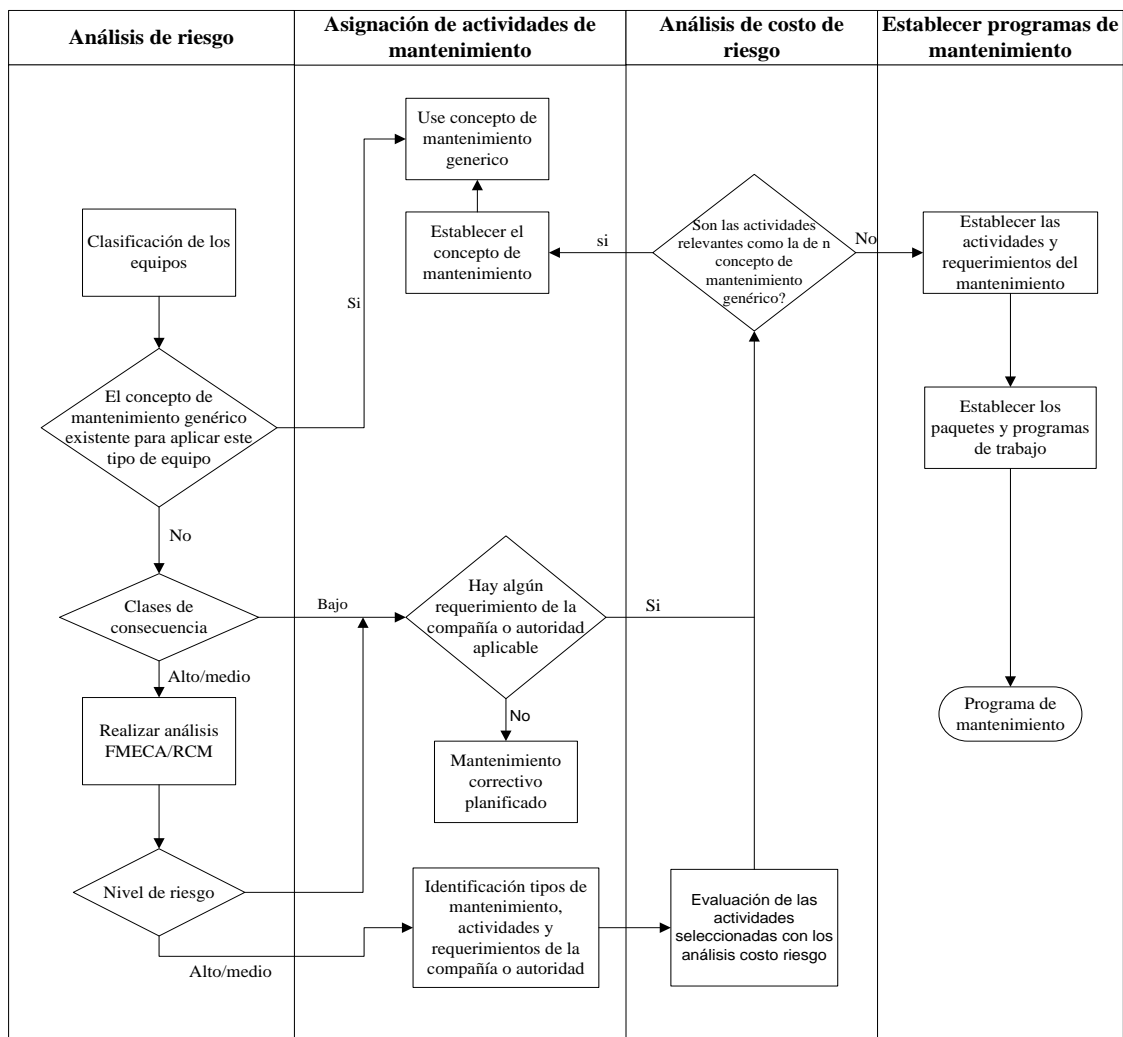 Análisis de riesgo
Asignación de actividades de
mantenimiento
Análisis de costo de
riesgo
Establecer programas de
mantenimiento
Clasificación de los
equipos
El concepto de
mantenimiento genérico
existente para aplicar este
tipo de equipo
Si
No
Clases de
consecuencia
Bajo
Alto/medio
Realizar análisis
FMECA/RCM
Nivel de riesgo
Alto/medio
Use concepto de
mantenimiento
generico
Establecer el
concepto de
mantenimiento
Hay algún
requerimiento de la
compañía o autoridad
aplicable
Si
No
Mantenimiento
correctivo
planificado
Identificación tipos de
mantenimiento,
actividades y
requerimientos de la
compañía o autoridad
Son las actividades
relevantes como la de n
concepto de
mantenimiento
genérico?
si
No
Evaluación de las
actividades
seleccionadas con los
análisis costo riesgo
Establecer las
actividades y
requerimientos del
mantenimiento
Establecer los
paquetes y programas
de trabajo
Programa de
mantenimiento